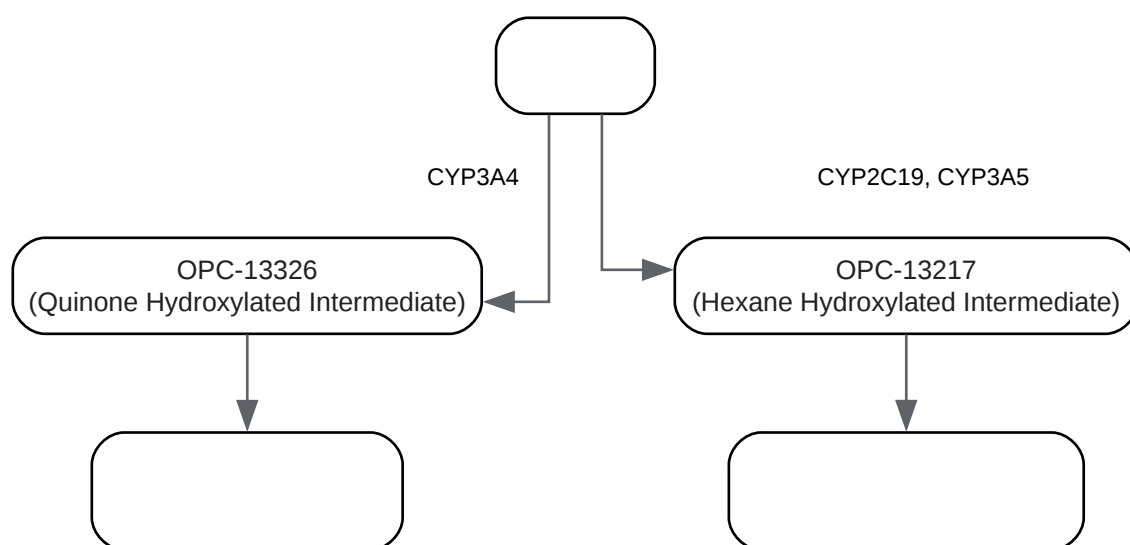 CYP3A4
CYP2C19, CYP3A5
OPC-13326
(Quinone Hydroxylated Intermediate)
OPC-13217
(Hexane Hydroxylated Intermediate)